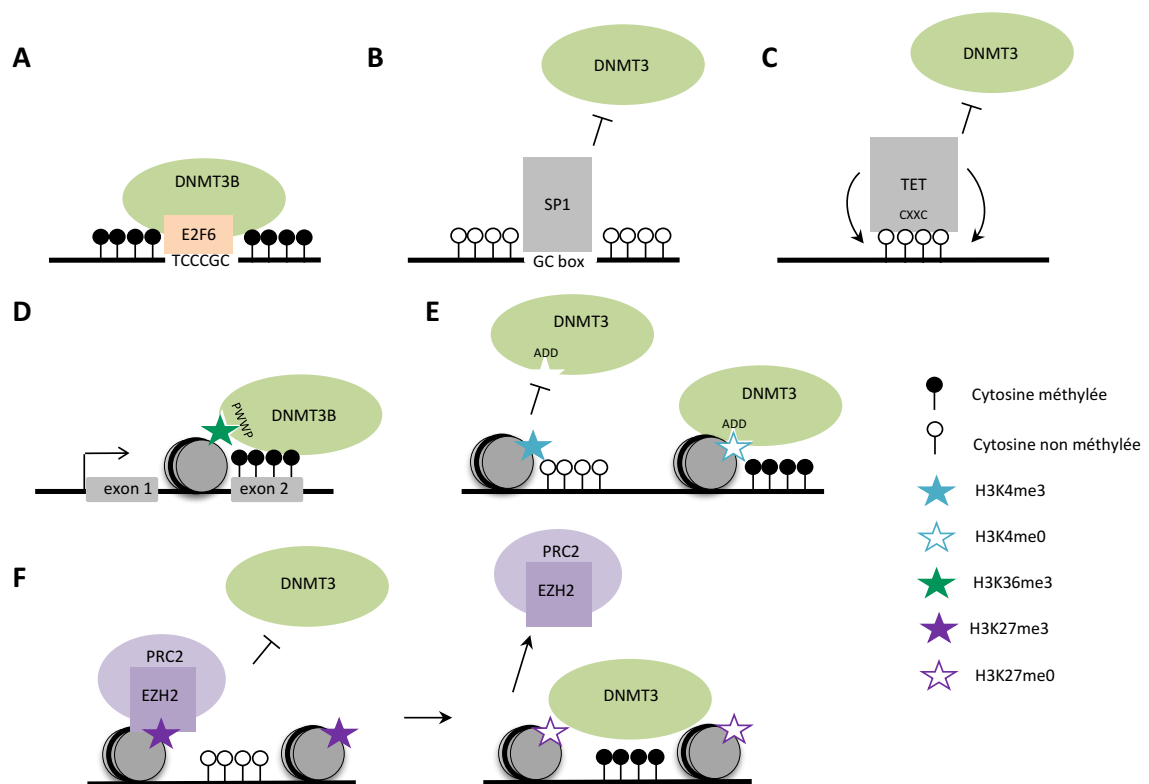 A
DNMT3B
E2F6
TCCCGC
B
DNMT3
SP1
GC box
C
DNMT3
TET
CXXC
D
DNMT3B
PWWP
exon 1
exon 2
E
DNMT3
ADD
DNMT3
ADD
Cytosine méthylée
Cytosine non méthylée
H3K4me3
H3K4me0
H3K36me3
H3K27me3
H3K27me0
F
DNMT3
PRC2
EZH2
PRC2
EZH2
DNMT3